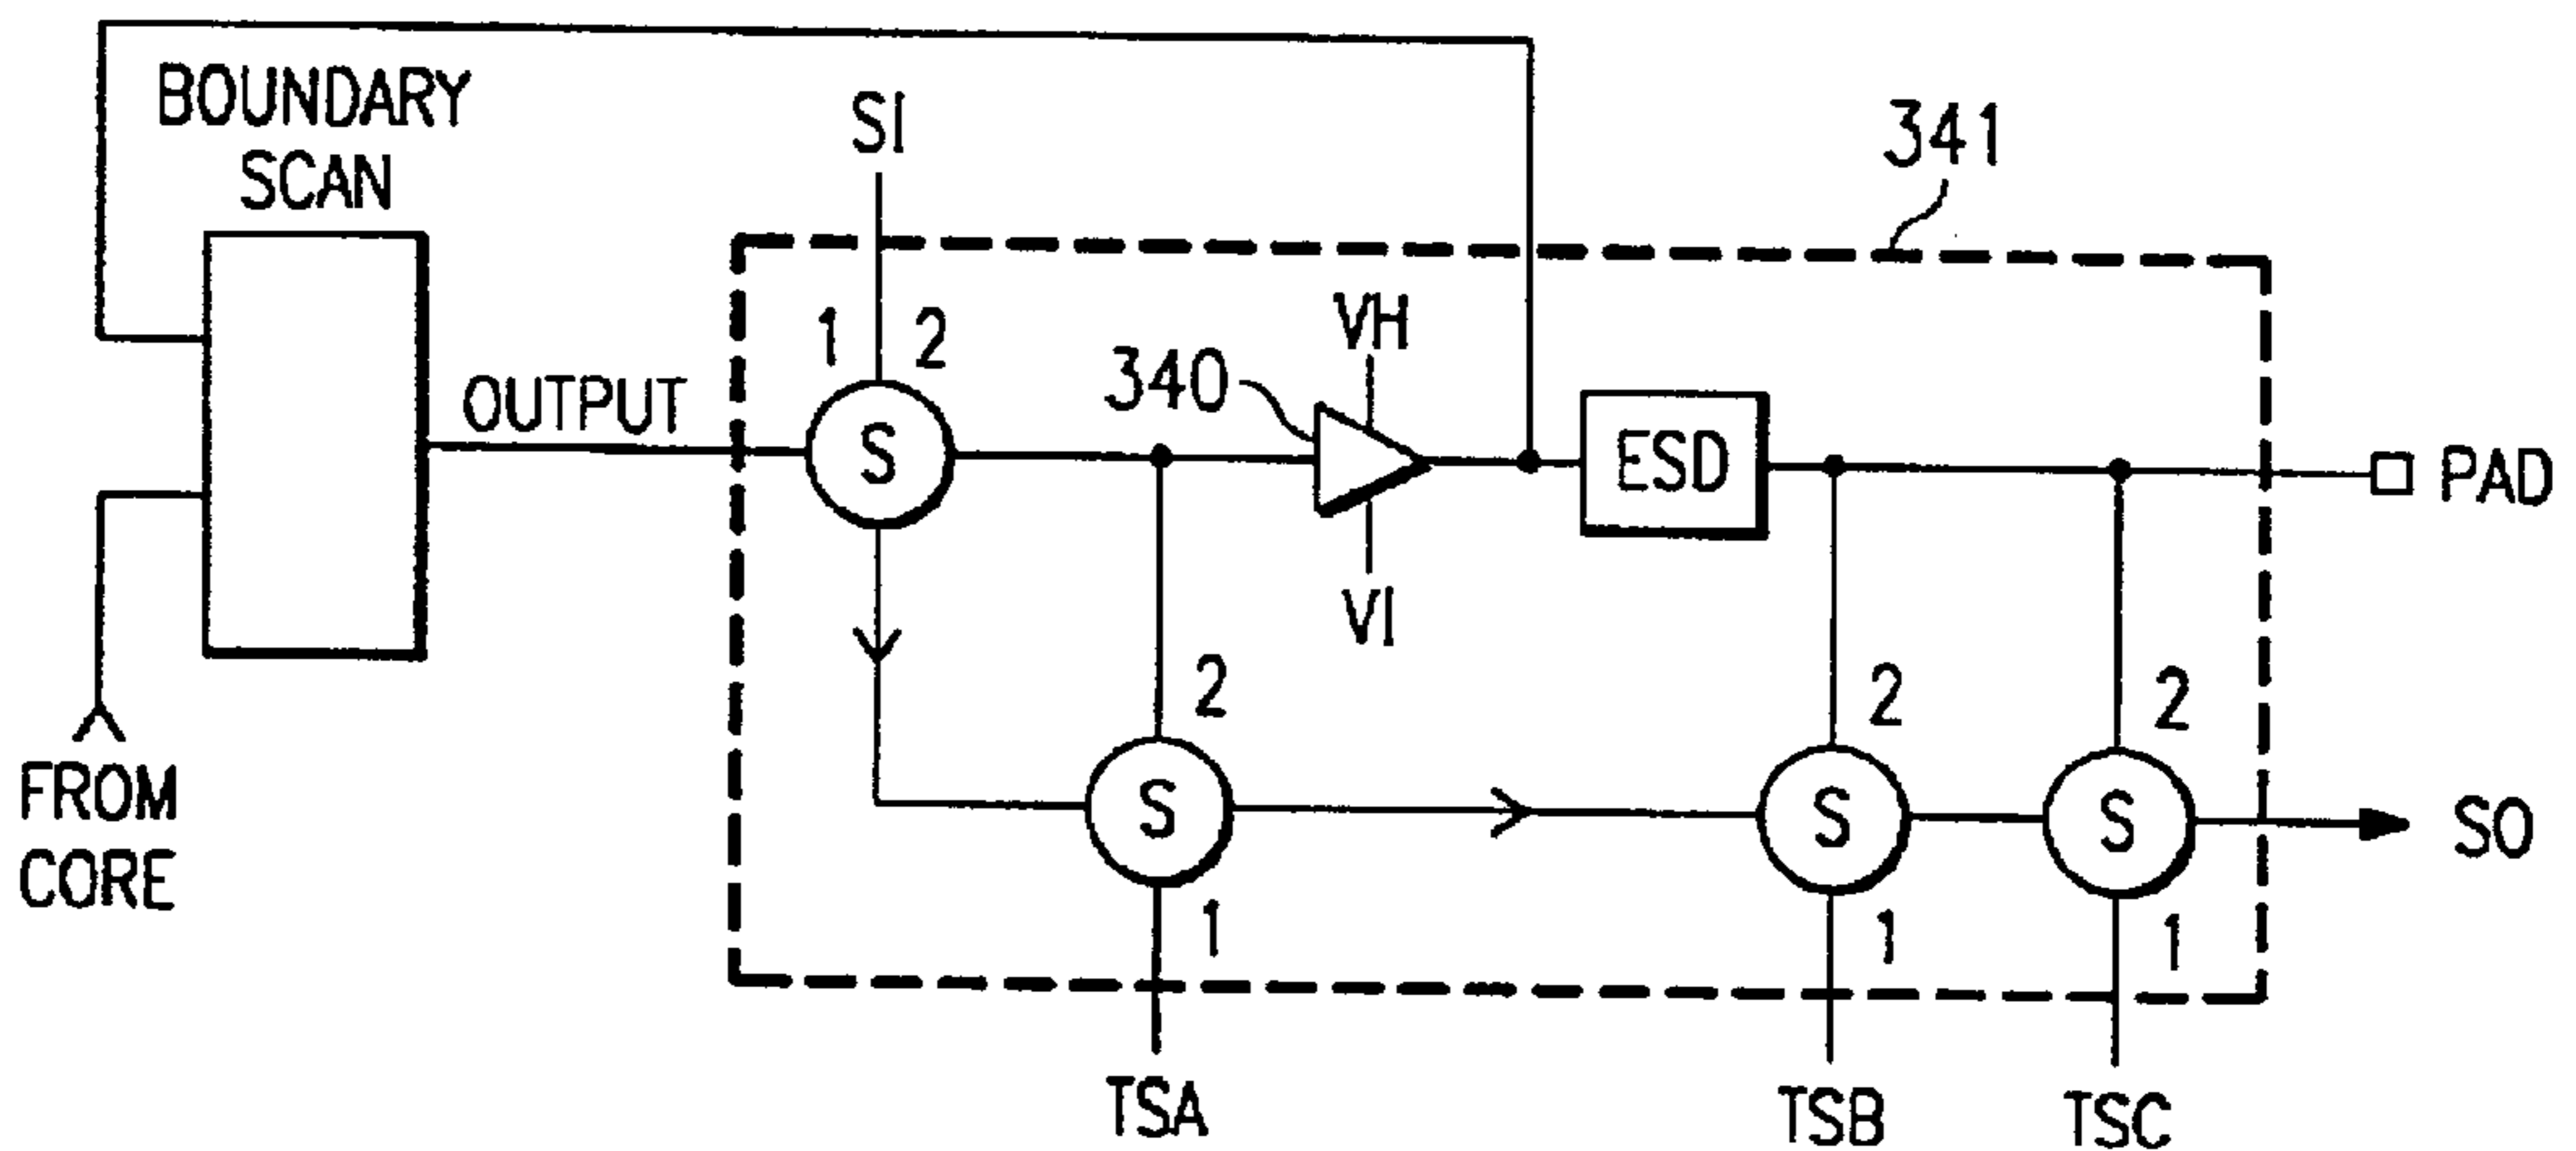 BOUNDARY
SCAN
SI
341
1 2
VH
340
OUTPUT
S
ESD
PAD
VI
2
2
2
FROM
CORE
S
S
S
SO
1
1
1
TSA
TSB
TSC